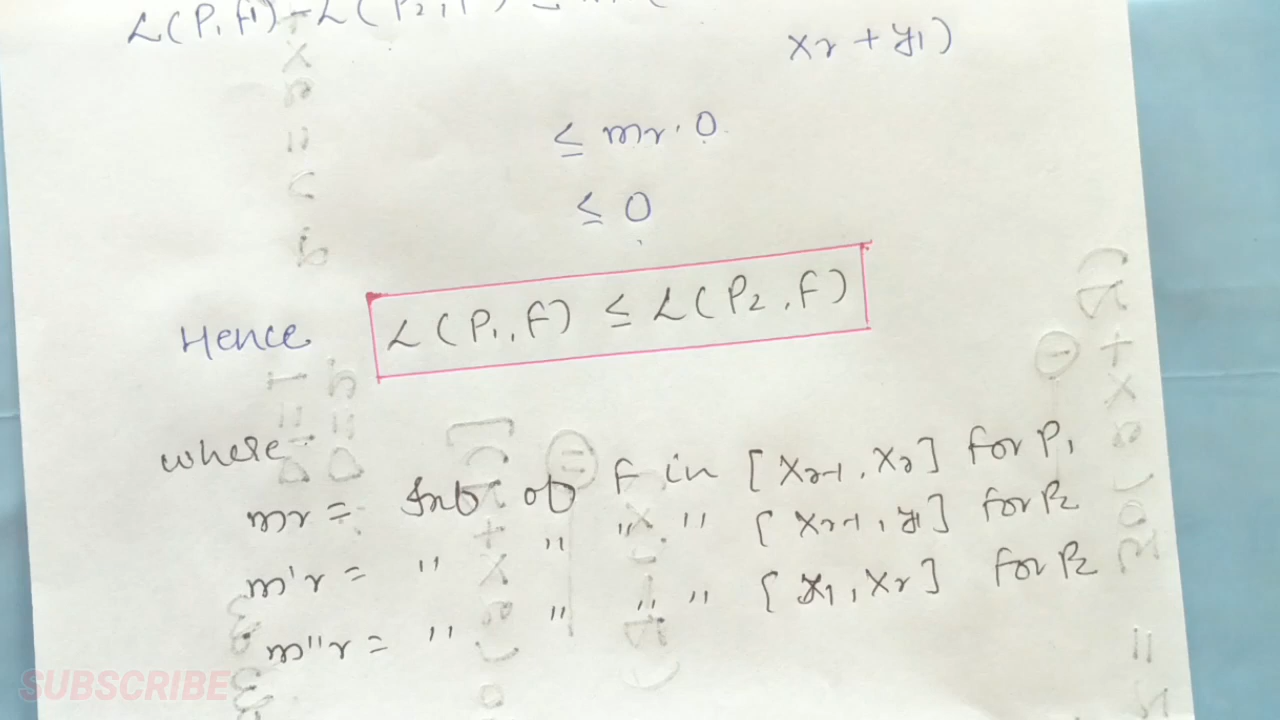 L(P, f) - L(P2,
xr + y1)
≤ mr. 0
≤ 0
Hence L(P1, f) ≤ L(P2, f)
where
mr = Inf of f in [xr-1, xr] for P1
m'r = " " " " [xr-1, y1] for P2
m''r = " " " " [y1, xr] for P2
SUBSCRIBE